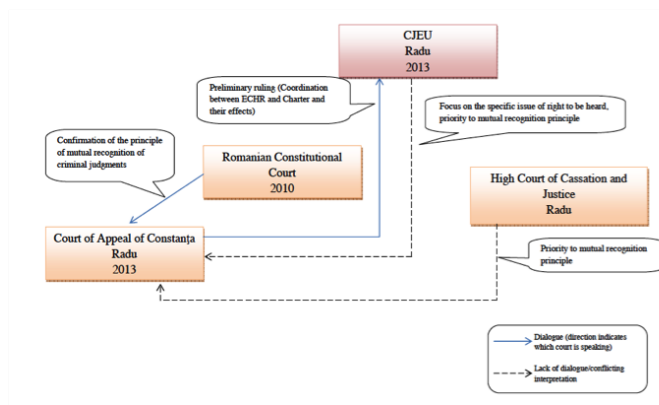 CJEU
Radu
2013
Preliminary ruling (Coordination
between ECHR and Charter and
their effects)
Focus on the specific issue of right to be heard,
priority to mutual recognition principle
Confirmation of the principle
of mutual recognition of
criminal judgments
Romanian Constitutional
Court
2010
High Court of Cassation and
Justice
Radu
Court of Appeal of Constanța
Radu
2013
Priority to mutual recognition
principle
Dialogue (direction indicates
which court is speaking)
Lack of dialogue/conflicting
interpretation